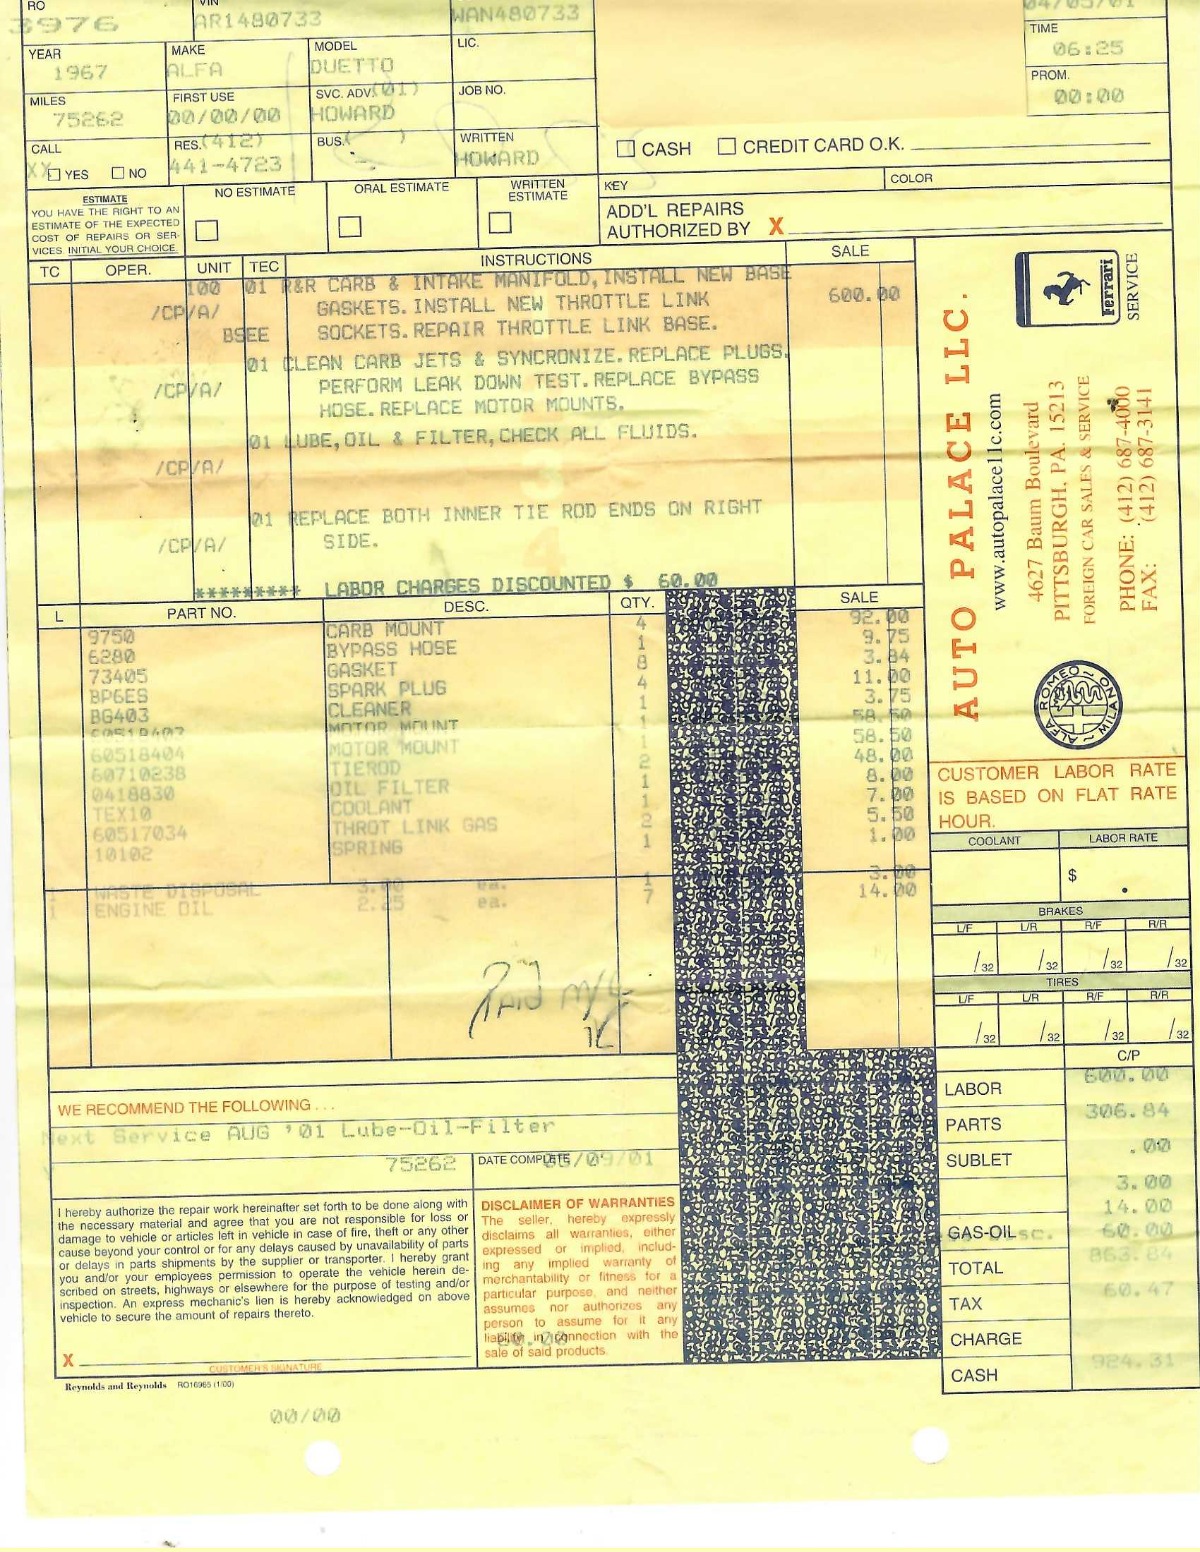 RO VIN
3976 AR1480733 WAN480733 04/05/01
YEAR MAKE MODEL LIC. TIME
1967 ALFA DUETTO 06:25
MILES FIRST USE SVC. ADV.(01) JOB NO. PROM.
75262 00/00/00 HOWARD 00:00
CALL RES.(412) BUS.( ) WRITTEN
XX YES NO 441-4723 HOWARD
CASH CREDIT CARD O.K.
ESTIMATE
YOU HAVE THE RIGHT TO AN
ESTIMATE OF THE EXPECTED
COST OF REPAIRS OR SER-
VICES. INITIAL YOUR CHOICE.
NO ESTIMATE ORAL ESTIMATE WRITTEN
ESTIMATE
KEY COLOR
ADD'L REPAIRS
AUTHORIZED BY X
TC OPER. UNIT TEC INSTRUCTIONS SALE
100 01 R&R CARB & INTAKE MANIFOLD,INSTALL NEW BASE
/CP/A/ GASKETS.INSTALL NEW THROTTLE LINK 600.00
BSEE SOCKETS.REPAIR THROTTLE LINK BASE.
01 CLEAN CARB JETS & SYNCRONIZE.REPLACE PLUGS.
/CP/A/ PERFORM LEAK DOWN TEST.REPLACE BYPASS
HOSE.REPLACE MOTOR MOUNTS.
01 LUBE,OIL & FILTER,CHECK ALL FLUIDS.
/CP/A/
01 REPLACE BOTH INNER TIE ROD ENDS ON RIGHT
/CP/A/ SIDE.
********* LABOR CHARGES DISCOUNTED $ 60.00
L PART NO. DESC. QTY. SALE
9750 CARB MOUNT 4 92.00
6280 BYPASS HOSE 1 9.75
73405 GASKET 8 3.84
BP6ES SPARK PLUG 4 11.00
BG403 CLEANER 1 3.75
60518407 MOTOR MOUNT 1 58.50
60518404 MOTOR MOUNT 1 58.50
60710238 TIEROD 2 48.00
0418830 OIL FILTER 1 8.00
TEX10 COOLANT 1 7.00
60517034 THROT LINK GAS 2 5.50
10102 SPRING 1 1.00
1 WASTE DISPOSAL 3.00 ea. 1 3.00
1 ENGINE OIL 2.25 ea. 7 14.00
Paid m/c
WE RECOMMEND THE FOLLOWING . . .
Next Service AUG '01 Lube-Oil-Filter
75262 DATE COMPLETE /09/01
I hereby authorize the repair work hereinafter set forth to be done along with
the necessary material and agree that you are not responsible for loss or
damage to vehicle or articles left in vehicle in case of fire, theft or any other
cause beyond your control or for any delays caused by unavailability of parts
or delays in parts shipments by the supplier or transporter. I hereby grant
you and/or your employees permission to operate the vehicle herein de-
scribed on streets, highways or elsewhere for the purpose of testing and/or
inspection. An express mechanic's lien is hereby acknowledged on above
vehicle to secure the amount of repairs thereto.
X
CUSTOMER'S SIGNATURE
DISCLAIMER OF WARRANTIES
The seller, hereby expressly
disclaims all warranties, either
expressed or implied, includ-
ing any implied warranty of
merchantability or fitness for a
particular purpose, and neither
assumes nor authorizes any
person to assume for it any
liability in connection with the
sale of said products.
Reynolds and Reynolds RO16965 (1/00)
00/00
AUTO PALACE LLC.
www.autopalacellc.com
4627 Baum Boulevard
PITTSBURGH, PA. 15213
FOREIGN CAR SALES & SERVICE
PHONE: (412) 687-4000
FAX: (412) 687-3141
Ferrari
SERVICE
ALFA ROMEO MILANO
CUSTOMER LABOR RATE
IS BASED ON FLAT RATE
HOUR.
COOLANT LABOR RATE
$ .
BRAKES
L/F L/R R/F R/R
/32 /32 /32 /32
TIRES
L/F L/R R/F R/R
/32 /32 /32 /32
C/P
LABOR 600.00
PARTS 306.84
SUBLET .00
3.00
14.00
GAS-OIL sc. 60.00
TOTAL 863.84
TAX 60.47
CHARGE
CASH 924.31